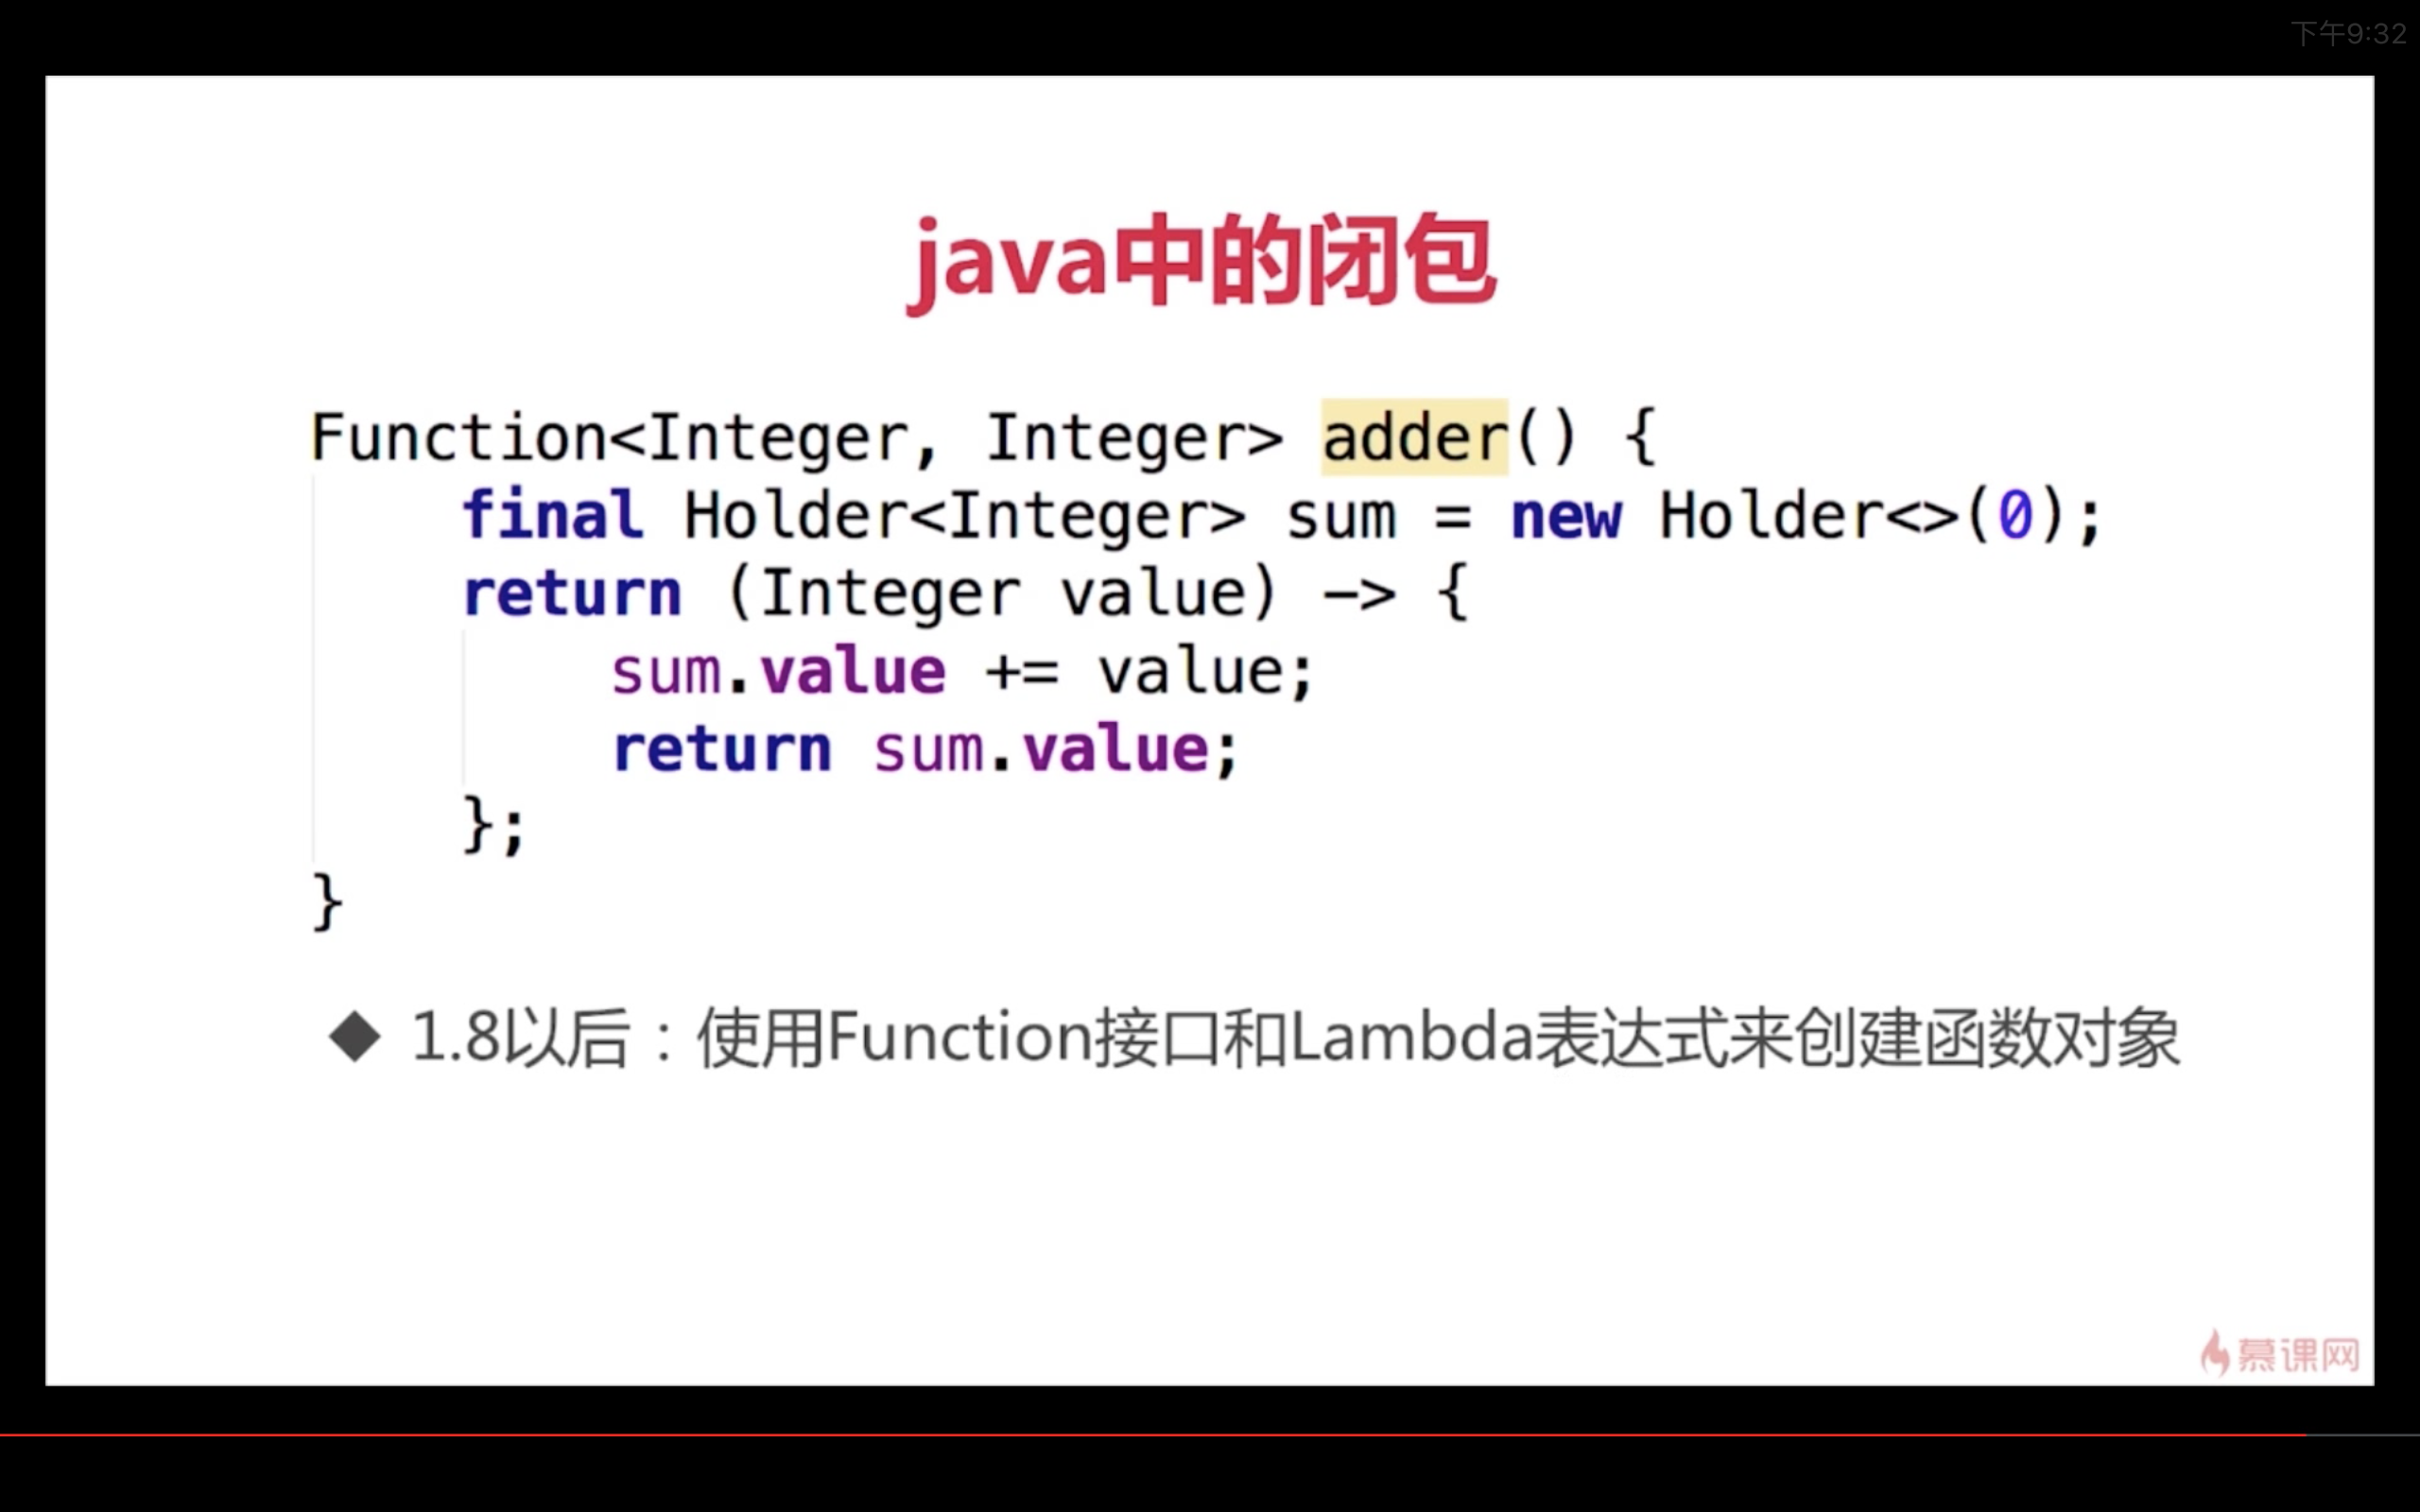 下午9:32
java中的闭包
Function<Integer, Integer> adder() {
    final Holder<Integer> sum = new Holder<>(0);
    return (Integer value) -> {
        sum.value += value;
        return sum.value;
    };
}
◆ 1.8以后：使用Function接口和Lambda表达式来创建函数对象
慕课网